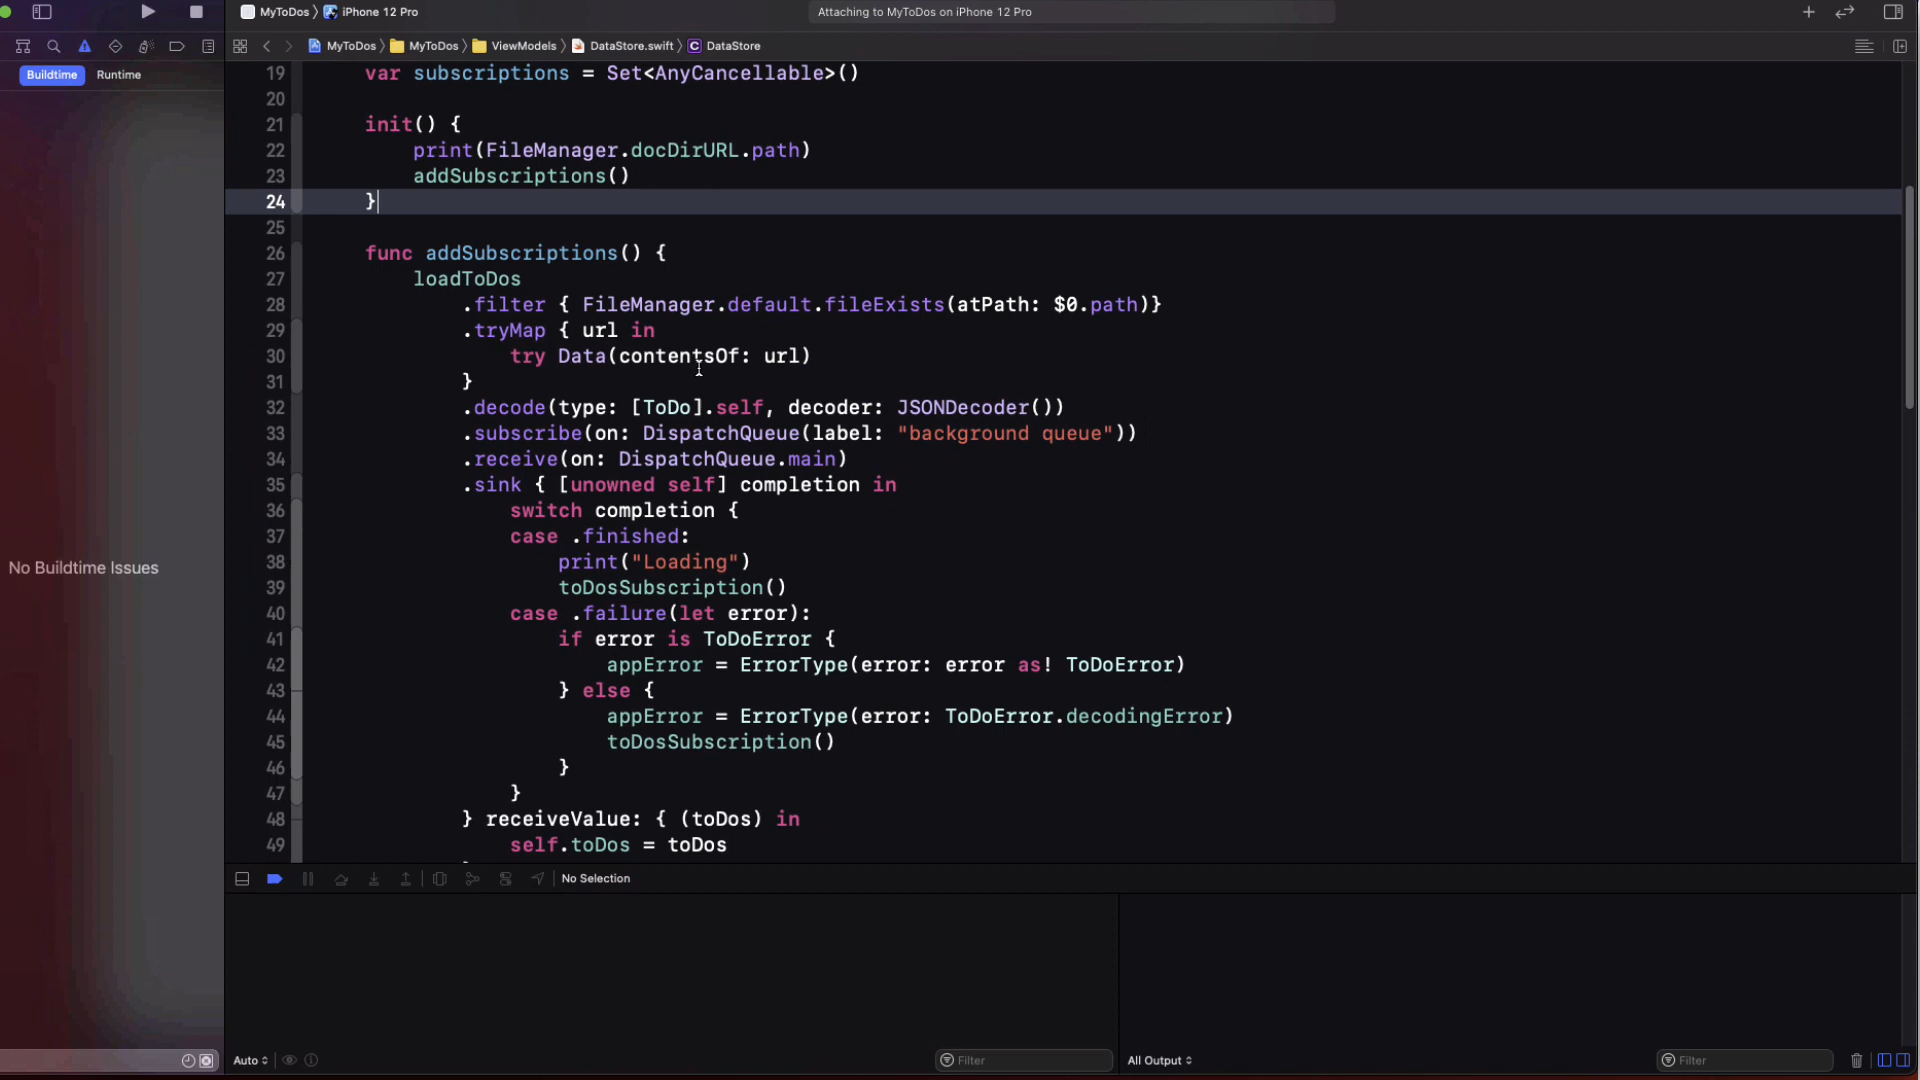 MyToDos iPhone 12 Pro Attaching to MyToDos on iPhone 12 Pro
MyToDos MyToDos ViewModels DataStore.swift C DataStore
Buildtime Runtime
19 var subscriptions = Set<AnyCancellable>()
20
21 init() {
22 print(FileManager.docDirURL.path)
23 addSubscriptions()
24 }
25
26 func addSubscriptions() {
27 loadToDos
28 .filter { FileManager.default.fileExists(atPath: $0.path)}
29 .tryMap { url in
30 try Data(contentsOf: url)
31 }
32 .decode(type: [ToDo].self, decoder: JSONDecoder())
33 .subscribe(on: DispatchQueue(label: "background queue"))
34 .receive(on: DispatchQueue.main)
35 .sink { [unowned self] completion in
36 switch completion {
37 case .finished:
38 print("Loading")
39 toDosSubscription()
40 case .failure(let error):
41 if error is ToDoError {
42 appError = ErrorType(error: error as! ToDoError)
43 } else {
44 appError = ErrorType(error: ToDoError.decodingError)
45 toDosSubscription()
46 }
47 }
48 } receiveValue: { (toDos) in
49 self.toDos = toDos
No Buildtime Issues
No Selection
Auto Filter All Output Filter